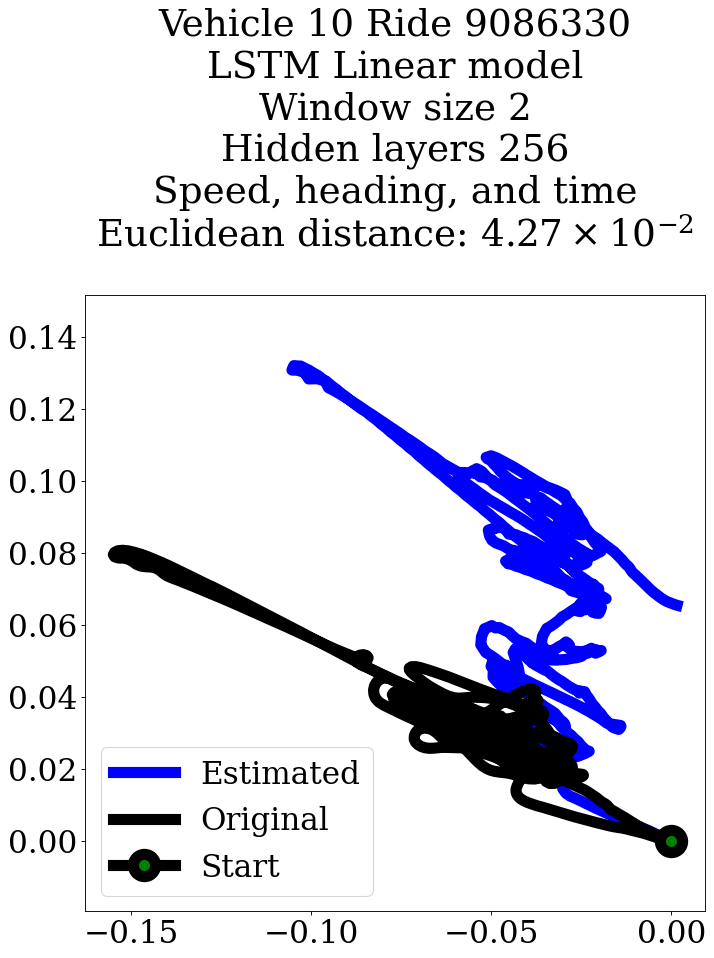 Vehicle 10 Ride 9086330
LSTM Linear model
Window size 2
Hidden layers 256
Speed, heading, and time
Euclidean distance: 4.27 × 10⁻²
0.14
0.12
0.10
0.08
0.06
0.04
0.02
0.00
Estimated
Original
Start
−0.15 −0.10 −0.05 0.00